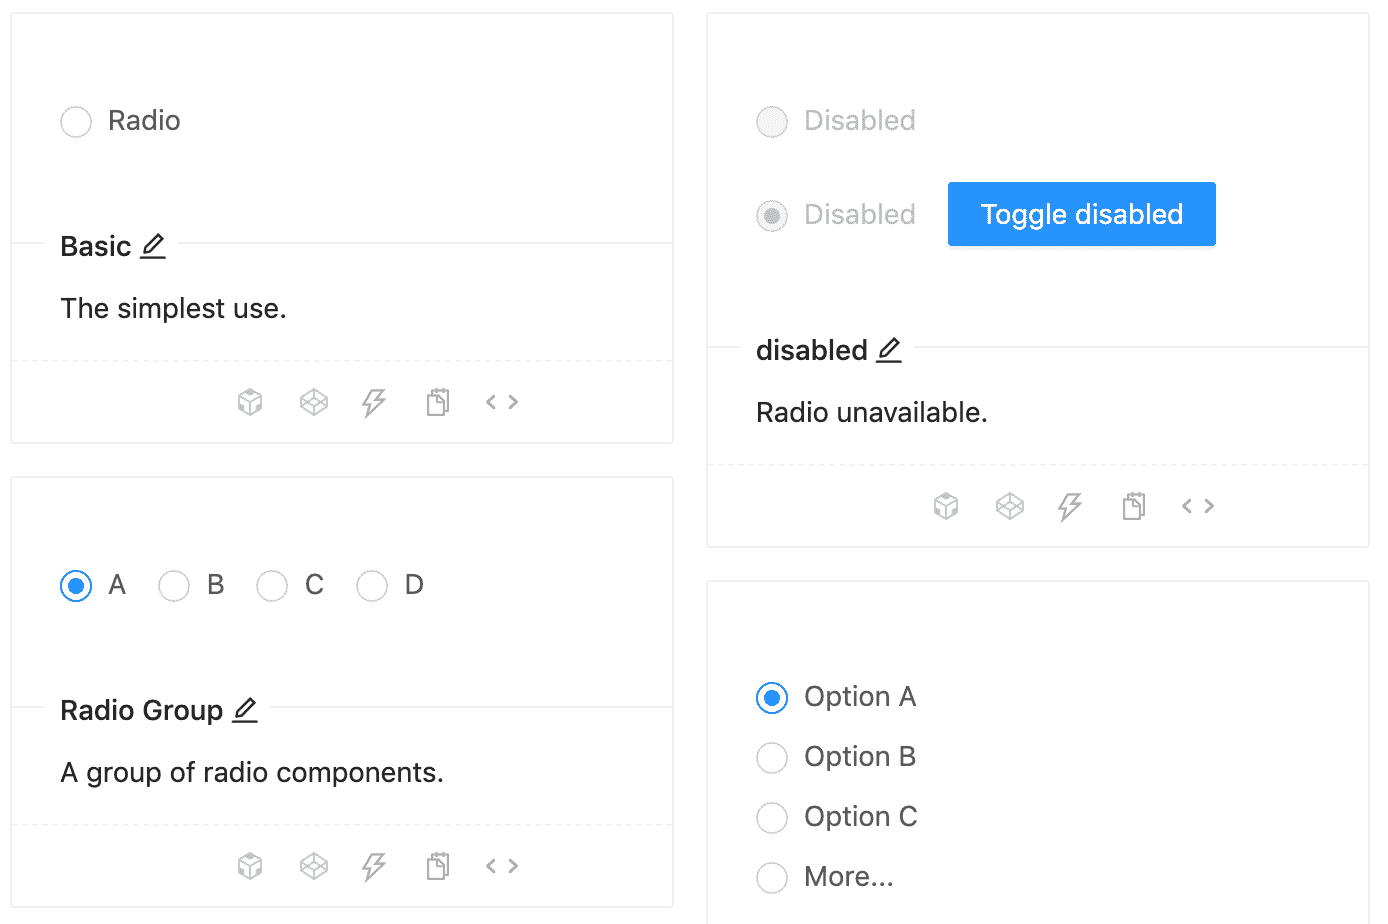 Radio
Basic
The simplest use.
A B C D
Radio Group
A group of radio components.
Disabled
Disabled Toggle disabled
disabled
Radio unavailable.
Option A
Option B
Option C
More...